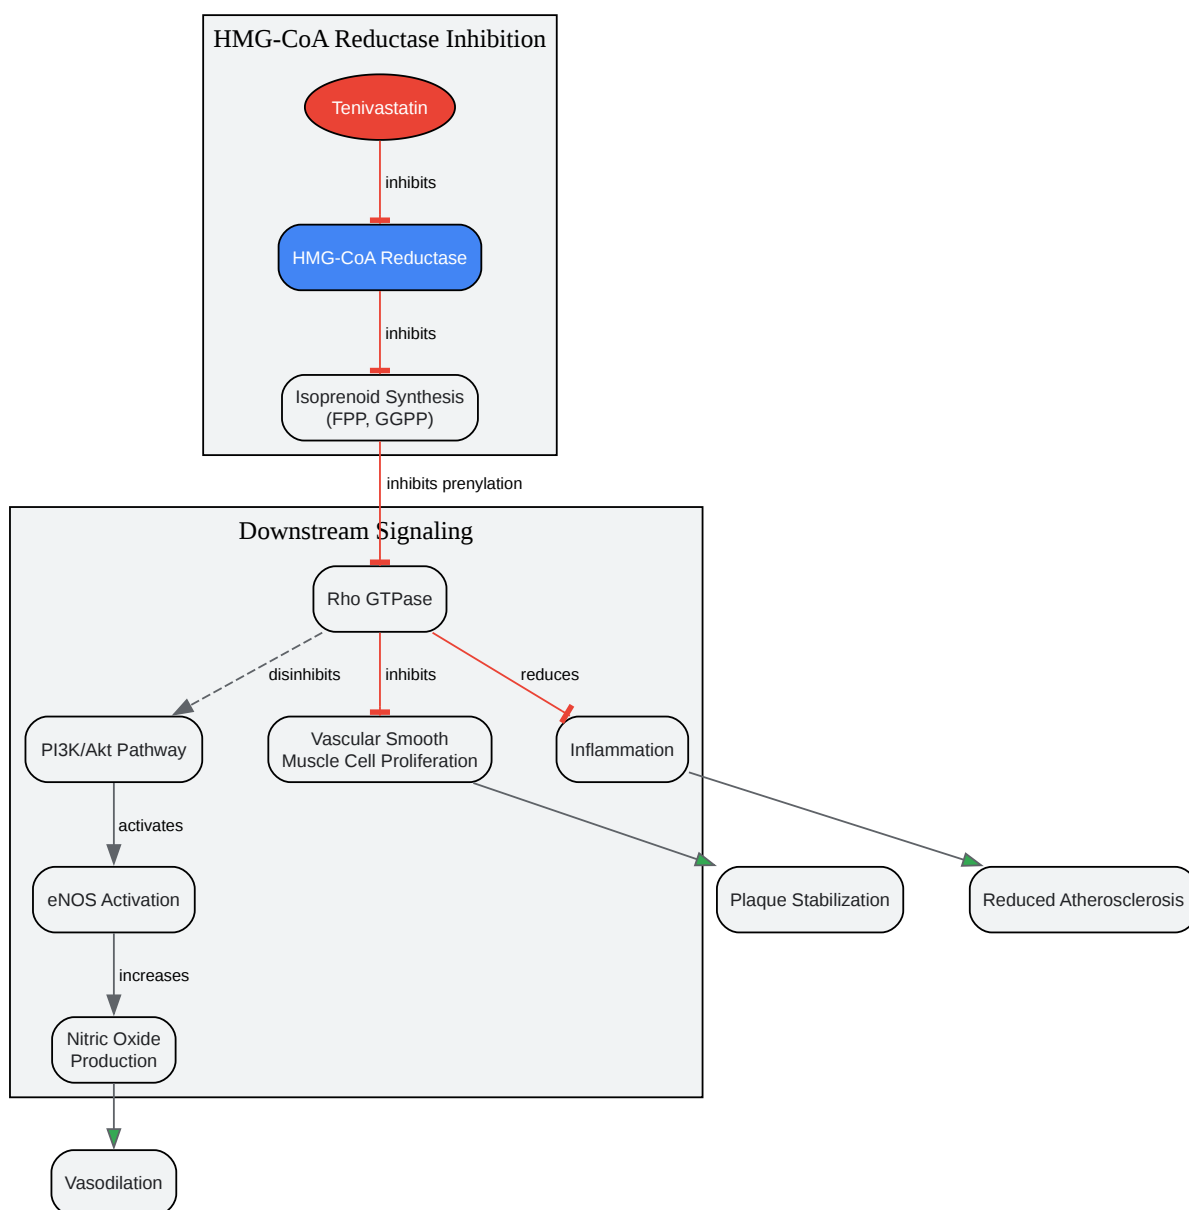 HMG-CoA Reductase Inhibition
Tenivastatin
inhibits
HMG-CoA Reductase
inhibits
Isoprenoid Synthesis
(FPP, GGPP)
inhibits prenylation
Downstream Signaling
Rho GTPase
disinhibits
inhibits
reduces
PI3K/Akt Pathway
Vascular Smooth
Muscle Cell Proliferation
Inflammation
activates
eNOS Activation
Plaque Stabilization
Reduced Atherosclerosis
increases
Nitric Oxide
Production
Vasodilation